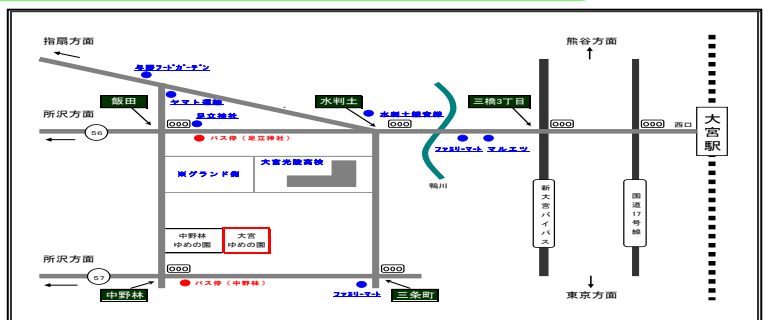 指扇方面
熊谷方面
与野フードガーデン
ヤマト運輸
飯田
水判土
三橋3丁目
所沢方面
足立神社
水判土観音様
西口
大宮駅
56
バス停（足立神社）
ファミリーマート
マルエツ
※グランド側
大宮光陵高校
鴨川
新大宮バイパス
国道17号線
中野林
ゆめの園
大宮
ゆめの園
所沢方面
57
中野林
バス停（中野林）
ファミリーマート
三条町
東京方面